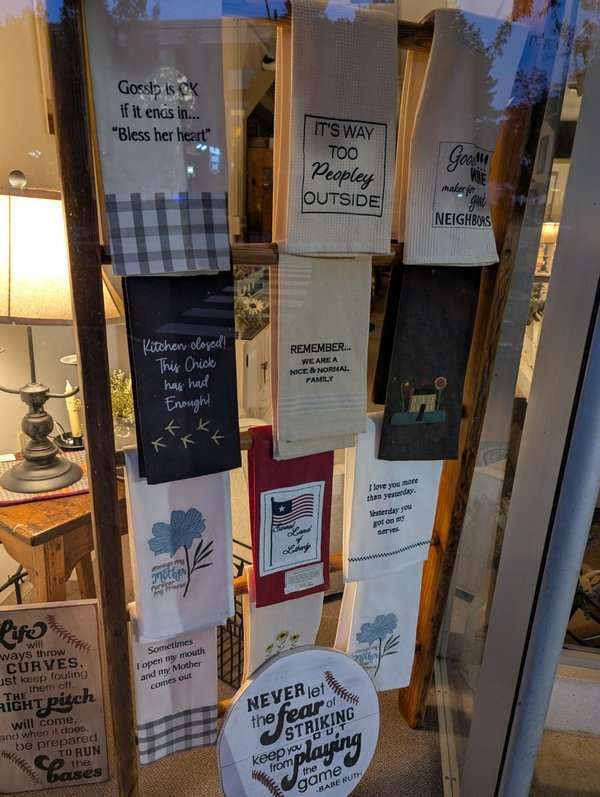 Gossip is OK
if it ends in...
"Bless her heart"
IT'S WAY
TOO
Peopley
OUTSIDE
Good
WINE
makes for
great
NEIGHBORS
Kitchen closed!
This Chick
has had
Enough!
REMEMBER...
WE ARE A
NICE & NORMAL
FAMILY
Sweet Land
of
Liberty
I love you more
than yesterday.
Yesterday you
got on my
nerves.
Mother
Mother
Sometimes
I open my mouth
and my Mother
comes out
Life
will
always throw
CURVES,
just keep fouling
them off...
THE
RIGHT pitch
will come,
and when it does,
be prepared
TO RUN
the
bases
NEVER let
the fear of
STRIKING
OUT
keep you
from playing
the
game
-BABE RUTH